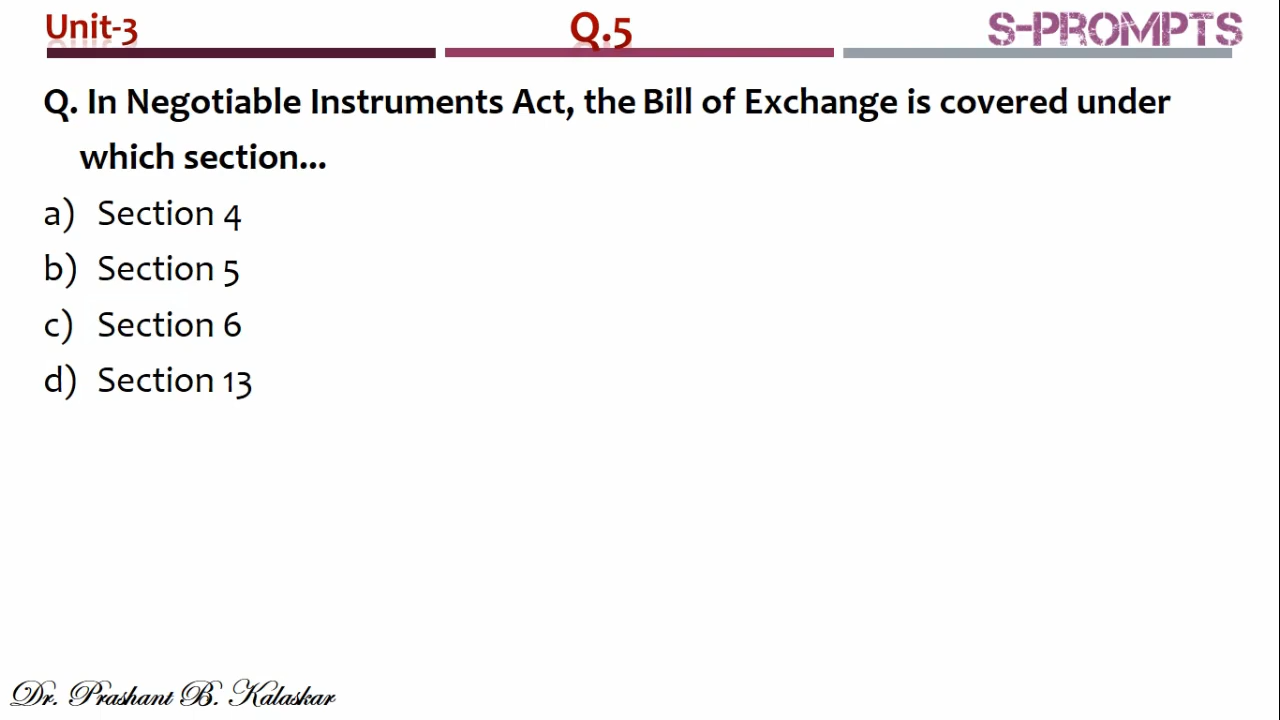 Unit-3
Q.5
S-PROMPTS
Q. In Negotiable Instruments Act, the Bill of Exchange is covered under
which section...
a) Section 4
b) Section 5
c) Section 6
d) Section 13
Dr. Prashant B. Kalaskar